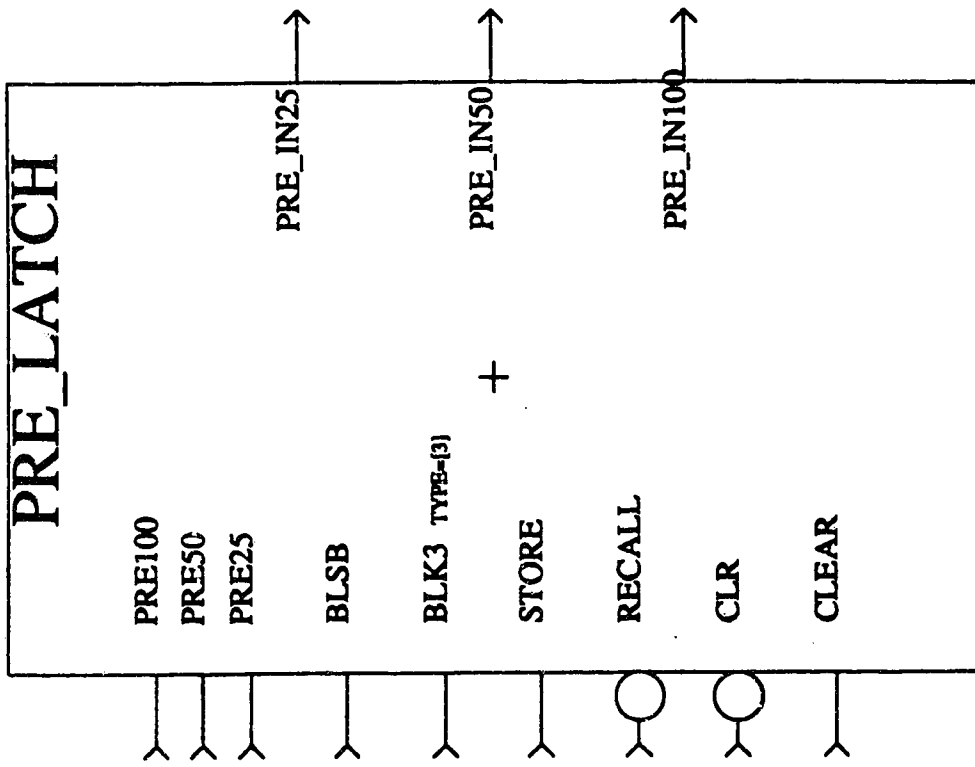 PRE_LATCH
PRE100
PRE50
PRE25
BLSB
BLK3 TYPE=[3]
STORE
RECALL
CLR
CLEAR
PRE_IN25
PRE_IN50
PRE_IN100